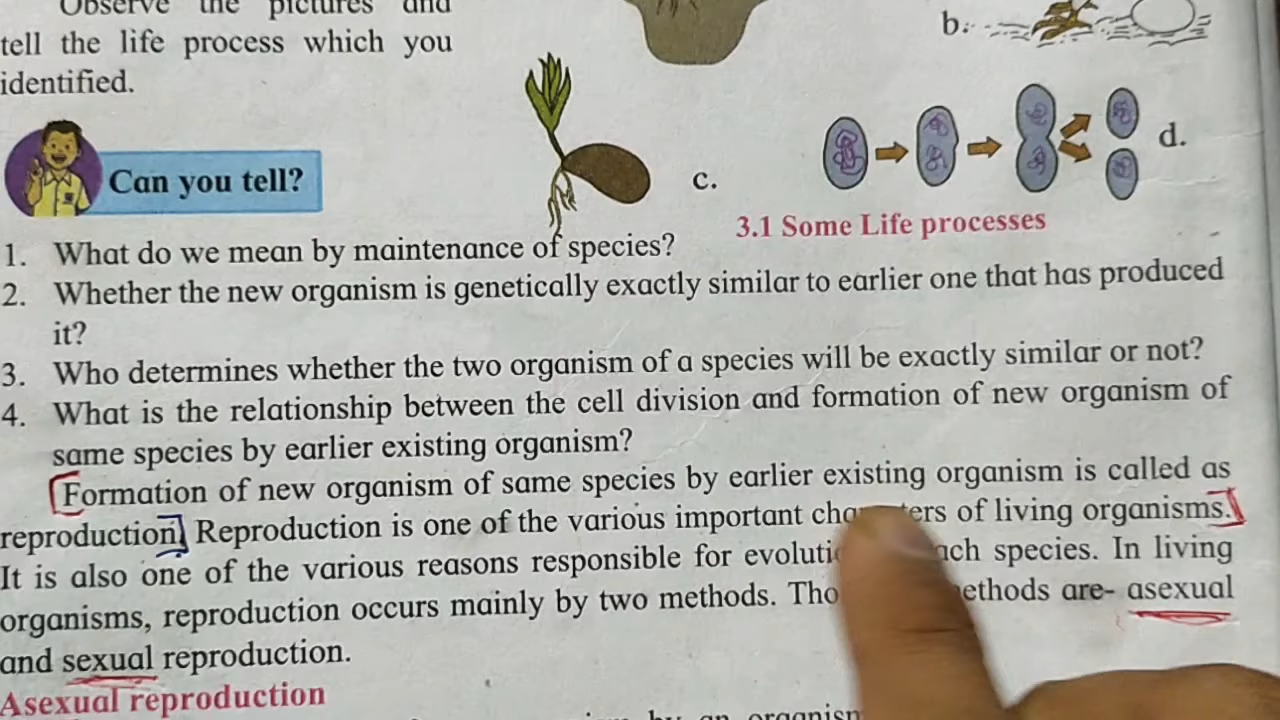 Observe the pictures and
tell the life process which you
identified.
b.
c.
d.
3.1 Some Life processes
Can you tell?
1. What do we mean by maintenance of species?
2. Whether the new organism is genetically exactly similar to earlier one that has produced
it?
3. Who determines whether the two organism of a species will be exactly similar or not?
4. What is the relationship between the cell division and formation of new organism of
same species by earlier existing organism?
Formation of new organism of same species by earlier existing organism is called as
reproduction. Reproduction is one of the various important of living organisms.
It is also one of the various reasons responsible for species. In living
organisms, reproduction occurs mainly by two methods. are- asexual
and sexual reproduction.
Asexual reproduction
by an organism